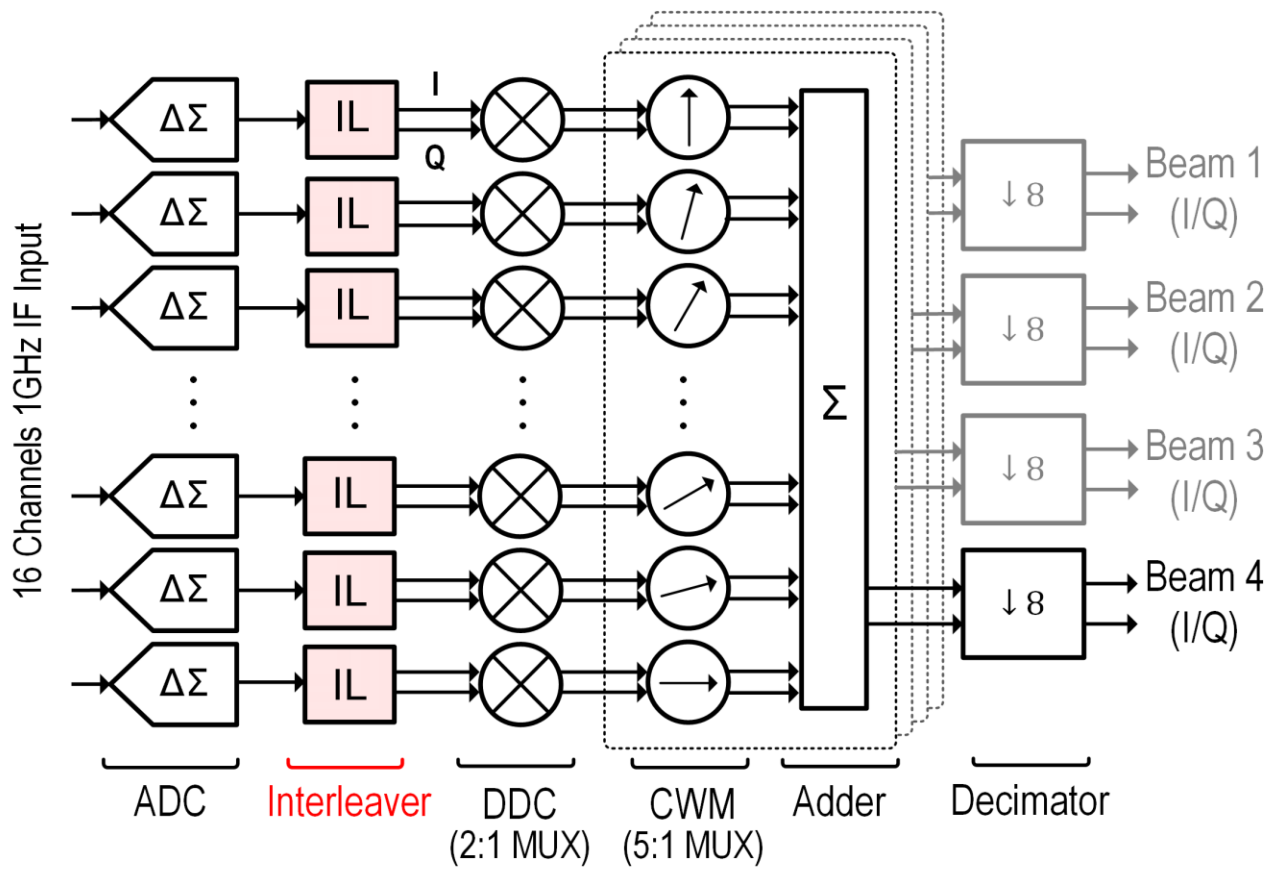 16 Channels 1GHz IF Input
ΔΣ
IL
I
Q
ΔΣ
IL
ΔΣ
IL
ΔΣ
IL
ΔΣ
IL
ΔΣ
IL
Σ
↓8
Beam 1
(I/Q)
↓8
Beam 2
(I/Q)
↓8
Beam 3
(I/Q)
↓8
Beam 4
(I/Q)
ADC
Interleaver
DDC
(2:1 MUX)
CWM
(5:1 MUX)
Adder
Decimator